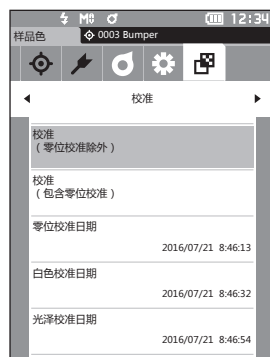 M 12:34
样品色 0003 Bumper
校准
校准
（零位校准除外）
校准
（包含零位校准）
零位校准日期
2016/07/21 8:46:13
白色校准日期
2016/07/21 8:46:32
光泽校准日期
2016/07/21 8:46:54